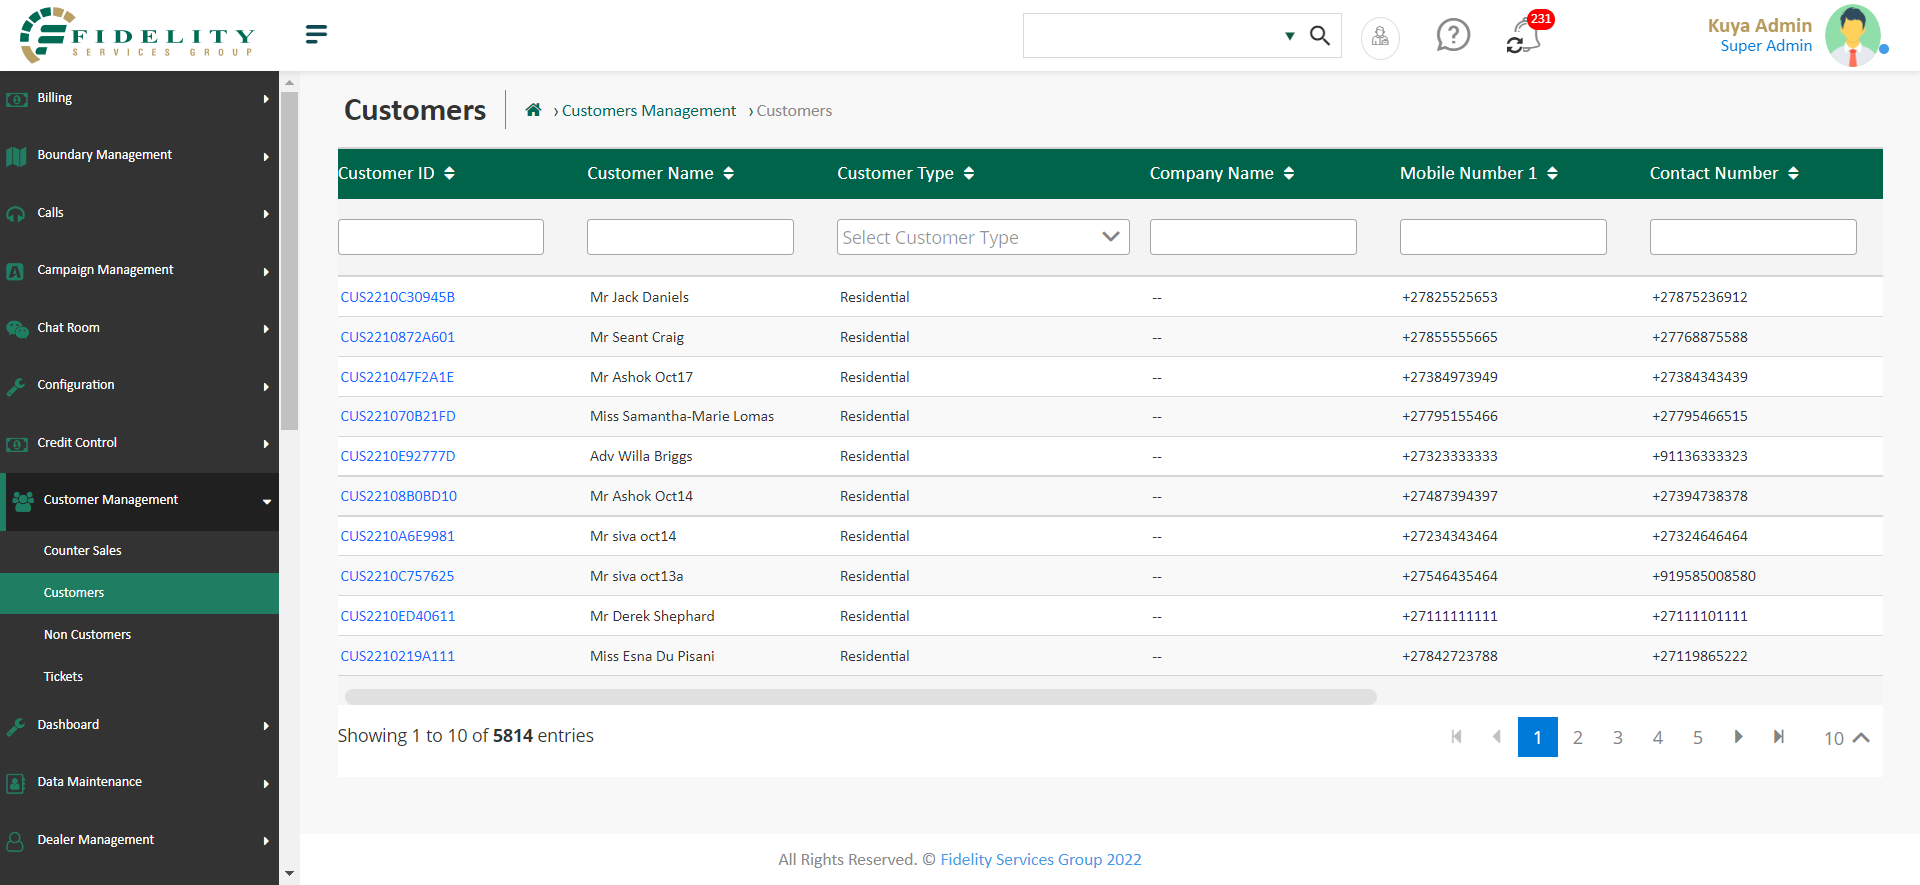 FIDELITY
SERVICES GROUP
231
Kuya Admin
Super Admin
Billing
Boundary Management
Calls
Campaign Management
Chat Room
Configuration
Credit Control
Customer Management
Counter Sales
Customers
Non Customers
Tickets
Dashboard
Data Maintenance
Dealer Management
Customers
› Customers Management › Customers
Customer ID Customer Name Customer Type Company Name Mobile Number 1 Contact Number
Select Customer Type
CUS2210C30945B Mr Jack Daniels Residential -- +27825525653 +27875236912
CUS2210872A601 Mr Seant Craig Residential -- +27855555665 +27768875588
CUS221047F2A1E Mr Ashok Oct17 Residential -- +27384973949 +27384343439
CUS221070B21FD Miss Samantha-Marie Lomas Residential -- +27795155466 +27795466515
CUS2210E92777D Adv Willa Briggs Residential -- +27323333333 +91136333323
CUS22108B0BD10 Mr Ashok Oct14 Residential -- +27487394397 +27394738378
CUS2210A6E9981 Mr siva oct14 Residential -- +27234343464 +27324646464
CUS2210C757625 Mr siva oct13a Residential -- +27546435464 +919585008580
CUS2210ED40611 Mr Derek Shephard Residential -- +27111111111 +27111101111
CUS2210219A111 Miss Esna Du Pisani Residential -- +27842723788 +27119865222
Showing 1 to 10 of 5814 entries
1 2 3 4 5 10
All Rights Reserved. © Fidelity Services Group 2022